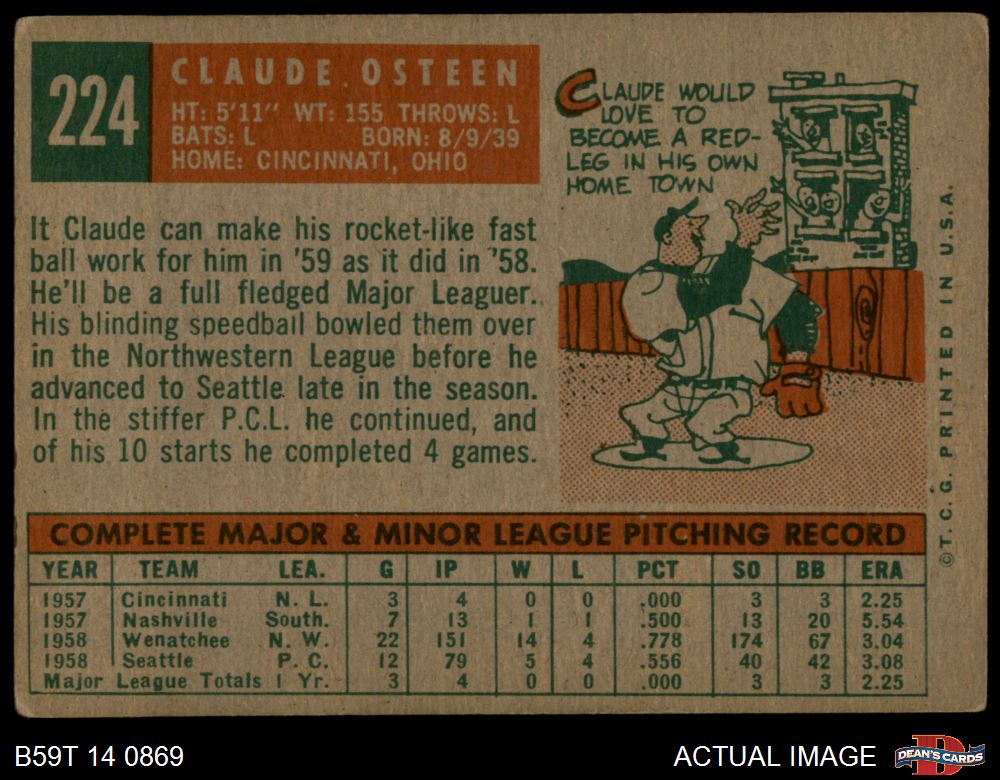 224
CLAUDE OSTEEN
HT: 5'11" WT: 155 THROWS: L
BATS: L BORN: 8/9/39
HOME: CINCINNATI, OHIO
CLAUDE WOULD
LOVE TO
BECOME A RED-
LEG IN HIS OWN
HOME TOWN
It Claude can make his rocket-like fast
ball work for him in '59 as it did in '58.
He'll be a full fledged Major Leaguer.
His blinding speedball bowled them over
in the Northwestern League before he
advanced to Seattle late in the season.
In the stiffer P.C.L. he continued, and
of his 10 starts he completed 4 games.
© T. C. G. PRINTED IN U.S.A.
COMPLETE MAJOR & MINOR LEAGUE PITCHING RECORD
YEAR TEAM LEA. G IP W L PCT SO BB ERA
1957 Cincinnati N. L. 3 4 0 0 .000 3 3 2.25
1957 Nashville South. 7 13 1 1 .500 13 20 5.54
1958 Wenatchee N. W. 22 151 14 4 .778 174 67 3.04
1958 Seattle P. C. 12 79 5 4 .556 40 42 3.08
Major League Totals 1 Yr. 3 4 0 0 .000 3 3 2.25
B59T 14 0869
ACTUAL IMAGE
DEAN'S CARDS